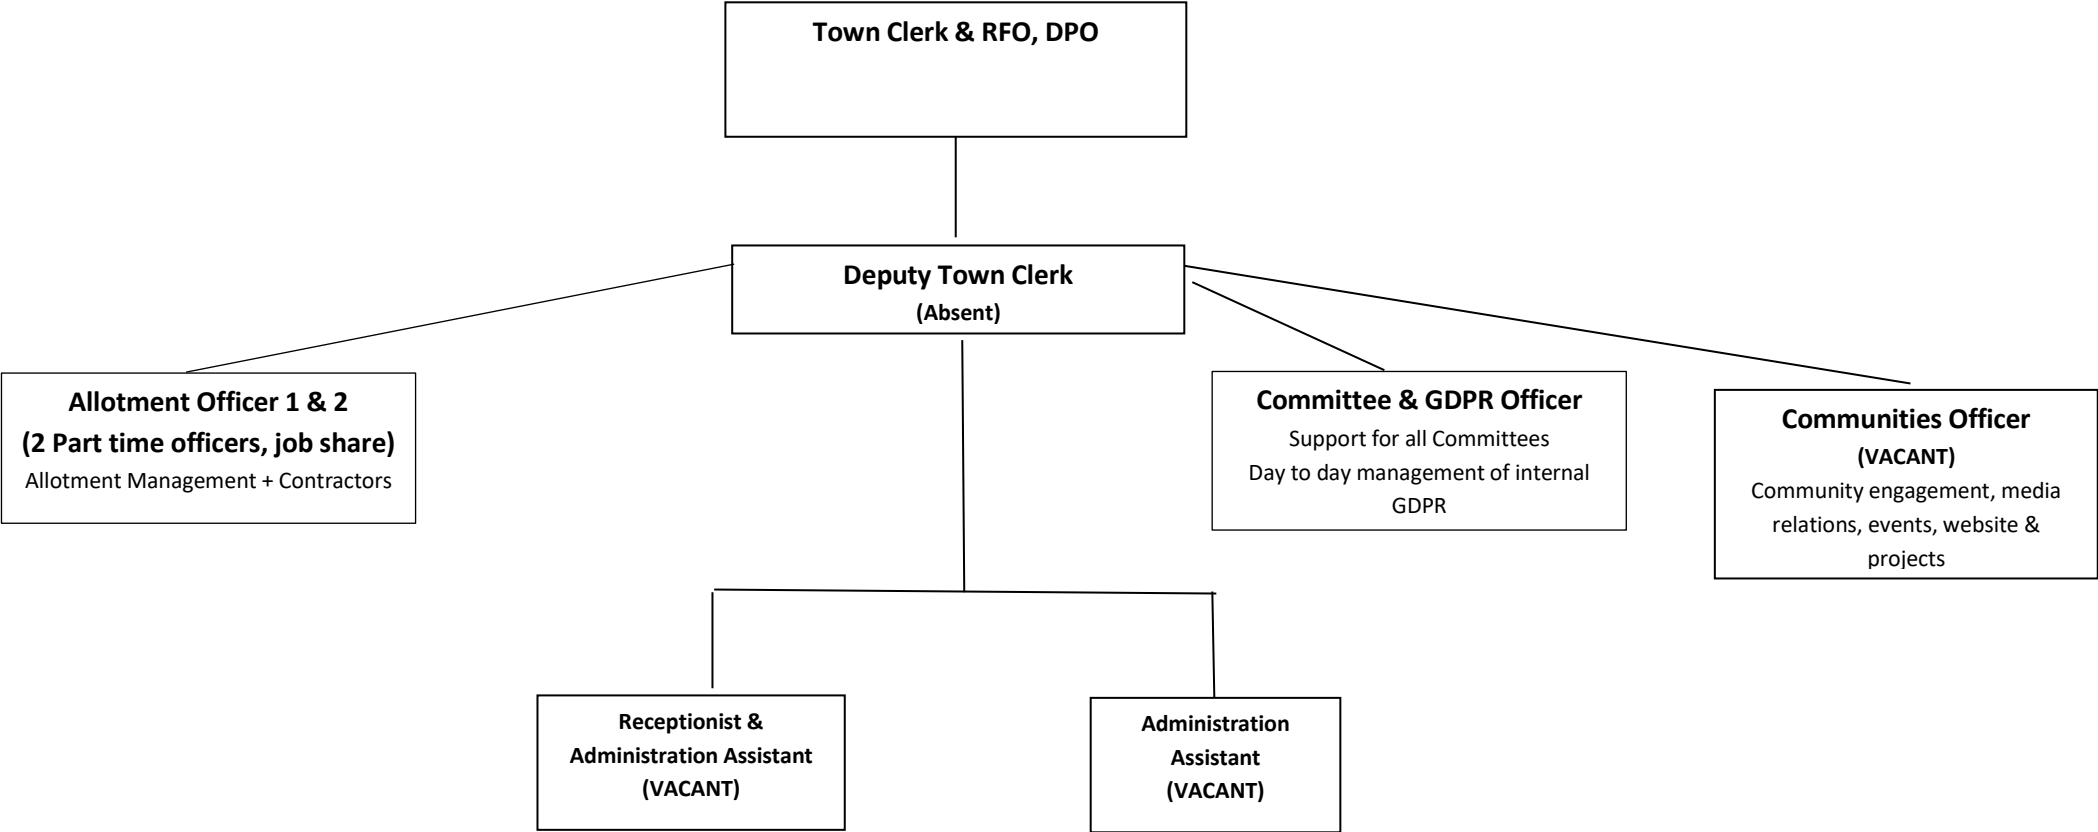 Town Clerk & RFO, DPO
Deputy Town Clerk
(Absent)
Allotment Officer 1 & 2
(2 Part time officers, job share)
Allotment Management + Contractors
Committee & GDPR Officer
Support for all Committees
Day to day management of internal
GDPR
Communities Officer
(VACANT)
Community engagement, media
relations, events, website &
projects
Receptionist &
Administration Assistant
(VACANT)
Administration
Assistant
(VACANT)